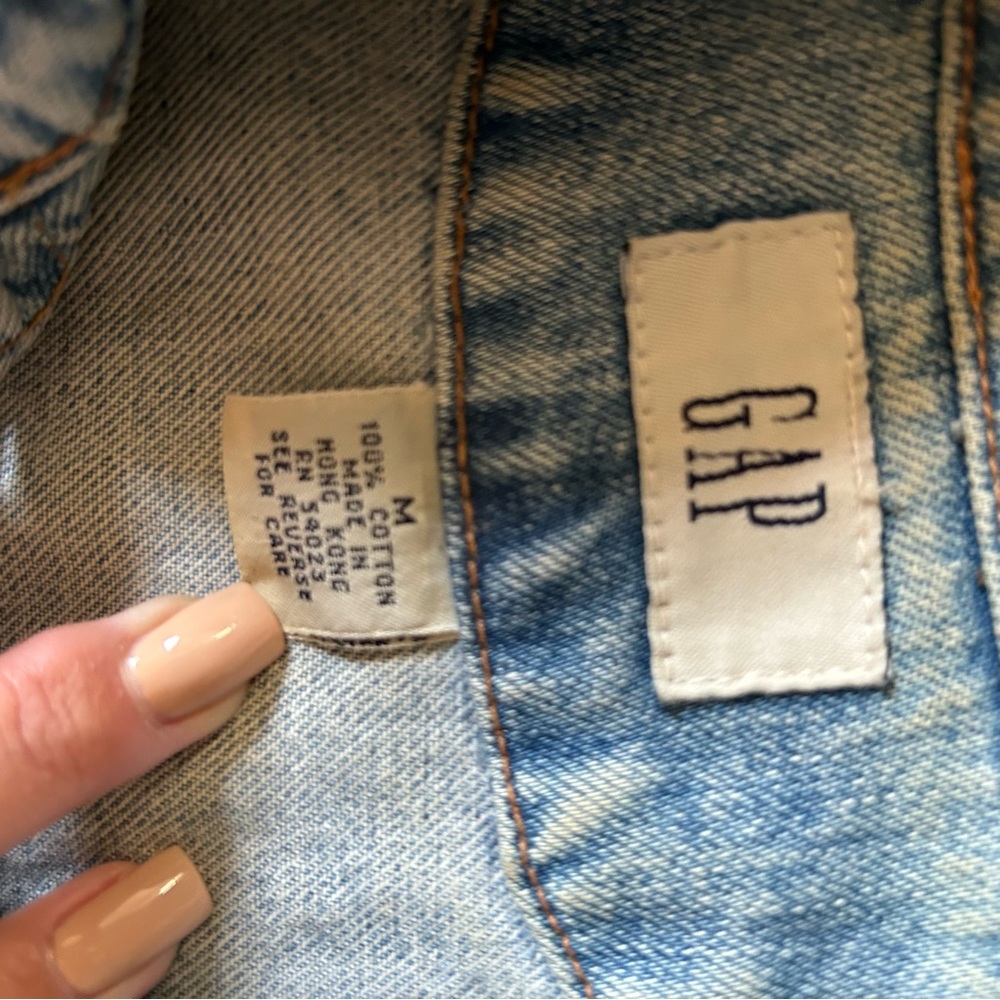 M
100% COTTON
MADE IN
HONG KONG
RN 54023
SEE REVERSE
FOR CARE
GAP